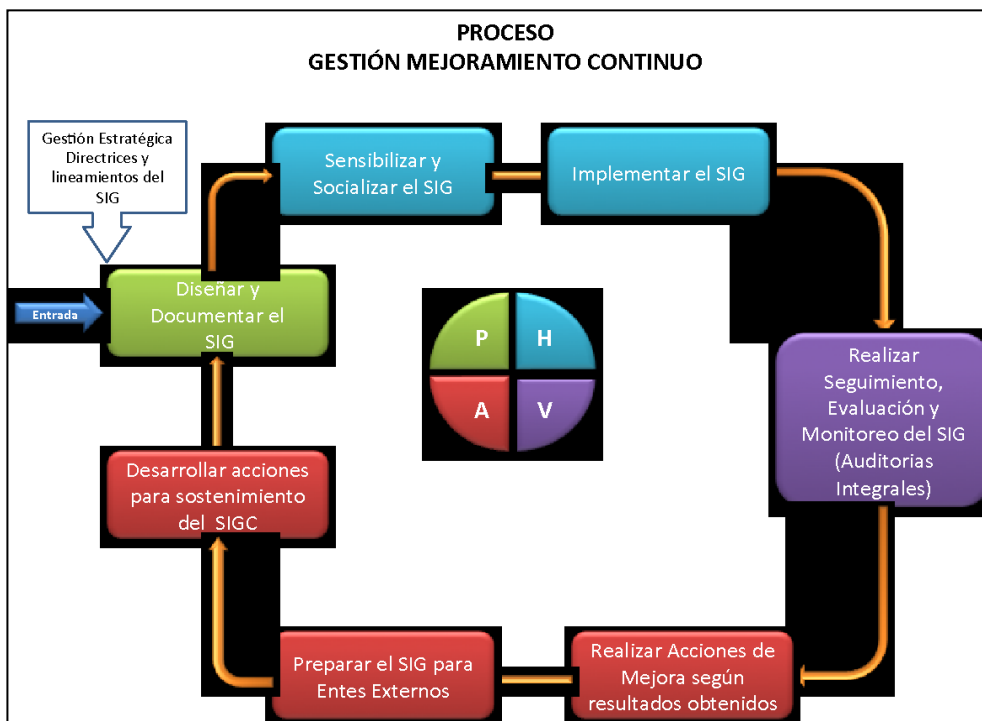 PROCESO
GESTIÓN MEJORAMIENTO CONTINUO
Gestión Estratégica
Directrices y
lineamientos del
SIG
Sensibilizar y
Socializar el SIG
Implementar el SIG
Entrada
Diseñar y
Documentar el
SIG
P
H
A
V
Realizar
Seguimiento,
Evaluación y
Monitoreo del SIG
(Auditorias
Integrales)
Desarrollar acciones
para sostenimiento
del SIGC
Preparar el SIG para
Entes Externos
Realizar Acciones de
Mejora según
resultados obtenidos